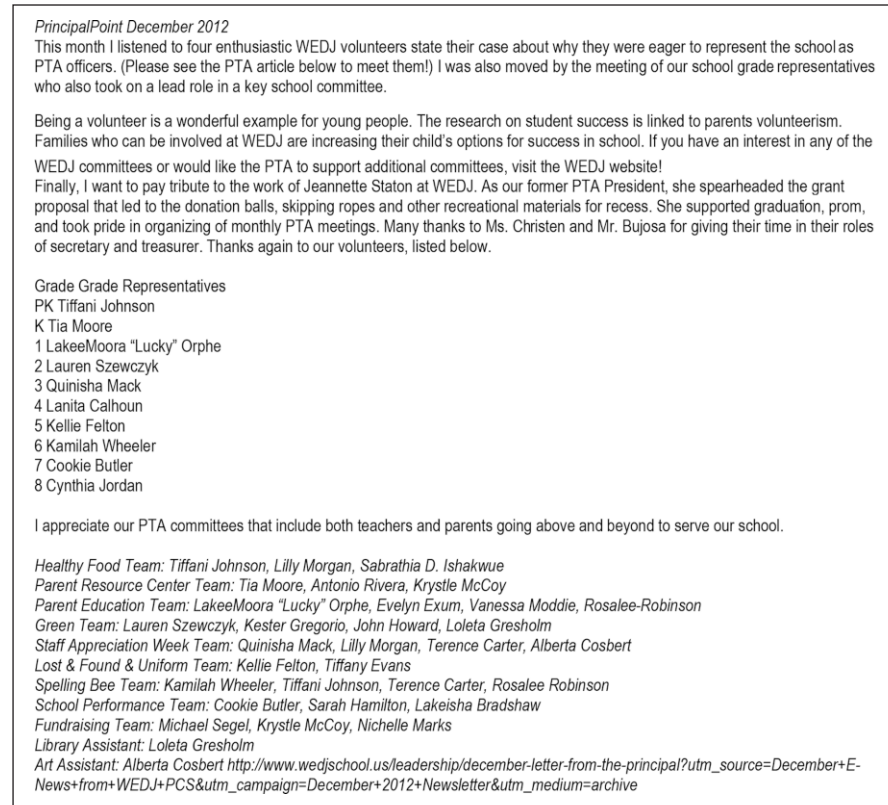 PrincipalPoint December 2012
This month I listened to four enthusiastic WEDJ volunteers state their case about why they were eager to represent the school as
PTA officers. (Please see the PTA article below to meet them!) I was also moved by the meeting of our school grade representatives
who also took on a lead role in a key school committee.
Being a volunteer is a wonderful example for young people. The research on student success is linked to parents volunteerism.
Families who can be involved at WEDJ are increasing their child's options for success in school. If you have an interest in any of the
WEDJ committees or would like the PTA to support additional committees, visit the WEDJ website!
Finally, I want to pay tribute to the work of Jeannette Staton at WEDJ. As our former PTA President, she spearheaded the grant
proposal that led to the donation balls, skipping ropes and other recreational materials for recess. She supported graduation, prom,
and took pride in organizing of monthly PTA meetings. Many thanks to Ms. Christen and Mr. Bujosa for giving their time in their roles
of secretary and treasurer. Thanks again to our volunteers, listed below.
Grade Grade Representatives
PK Tiffani Johnson
K Tia Moore
1 LakeeMoora “Lucky” Orphe
2 Lauren Szewczyk
3 Quinisha Mack
4 Lanita Calhoun
5 Kellie Felton
6 Kamilah Wheeler
7 Cookie Butler
8 Cynthia Jordan
I appreciate our PTA committees that include both teachers and parents going above and beyond to serve our school.
Healthy Food Team: Tiffani Johnson, Lilly Morgan, Sabrathia D. Ishakwue
Parent Resource Center Team: Tia Moore, Antonio Rivera, Krystle McCoy
Parent Education Team: LakeeMoora “Lucky” Orphe, Evelyn Exum, Vanessa Moddie, Rosalee-Robinson
Green Team: Lauren Szewczyk, Kester Gregorio, John Howard, Loleta Gresholm
Staff Appreciation Week Team: Quinisha Mack, Lilly Morgan, Terence Carter, Alberta Cosbert
Lost & Found & Uniform Team: Kellie Felton, Tiffany Evans
Spelling Bee Team: Kamilah Wheeler, Tiffani Johnson, Terence Carter, Rosalee Robinson
School Performance Team: Cookie Butler, Sarah Hamilton, Lakeisha Bradshaw
Fundraising Team: Michael Segel, Krystle McCoy, Nichelle Marks
Library Assistant: Loleta Gresholm
Art Assistant: Alberta Cosbert http://www.wedjschool.us/leadership/december-letter-from-the-principal?utm_source=December+E-
News+from+WEDJ+PCS&utm_campaign=December+2012+Newsletter&utm_medium=archive